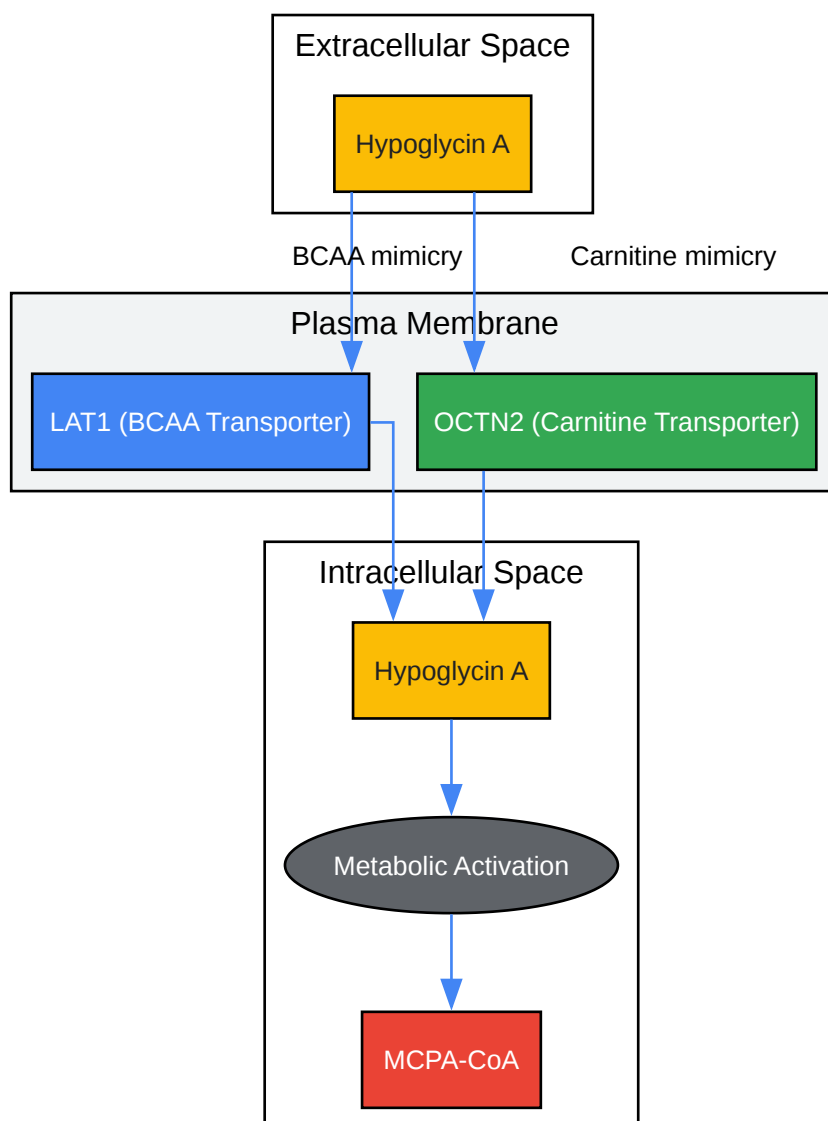 Extracellular Space
Hypoglycin A
BCAA mimicry
Carnitine mimicry
Plasma Membrane
LAT1 (BCAA Transporter)
OCTN2 (Carnitine Transporter)
Intracellular Space
Hypoglycin A
Metabolic Activation
MCPA-CoA